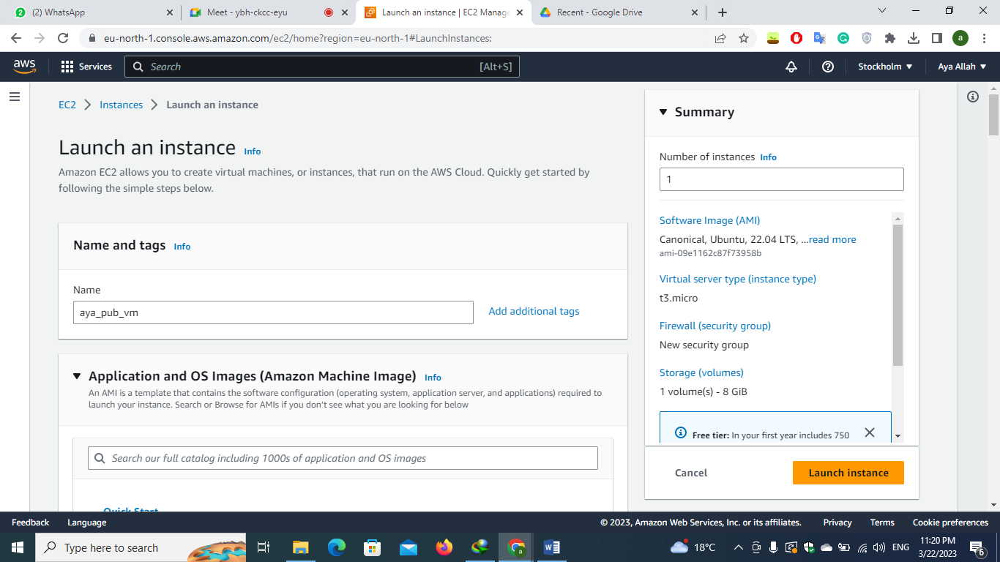 (2) WhatsApp
Meet - ybh-ckcc-eyu
Launch an instance | EC2 Manage
Recent - Google Drive
eu-north-1.console.aws.amazon.com/ec2/home?region=eu-north-1#LaunchInstances:
a
aws
Services
Search
[Alt+S]
Stockholm
Aya Allah
EC2
Instances
Launch an instance
Launch an instance Info
Amazon EC2 allows you to create virtual machines, or instances, that run on the AWS Cloud. Quickly get started by
following the simple steps below.
Name and tags Info
Name
aya_pub_vm
Add additional tags
Application and OS Images (Amazon Machine Image) Info
An AMI is a template that contains the software configuration (operating system, application server, and applications) required to
launch your instance. Search or Browse for AMIs if you don't see what you are looking for below
Search our full catalog including 1000s of application and OS images
Quick Start
Summary
Number of instances Info
1
Software Image (AMI)
Canonical, Ubuntu, 22.04 LTS, ...read more
ami-09e1162c87f73958b
Virtual server type (instance type)
t3.micro
Firewall (security group)
New security group
Storage (volumes)
1 volume(s) - 8 GiB
Free tier: In your first year includes 750
Cancel
Launch instance
Feedback
Language
© 2023, Amazon Web Services, Inc. or its affiliates.
Privacy
Terms
Cookie preferences
Type here to search
18°C
ENG
11:20 PM
3/22/2023
6